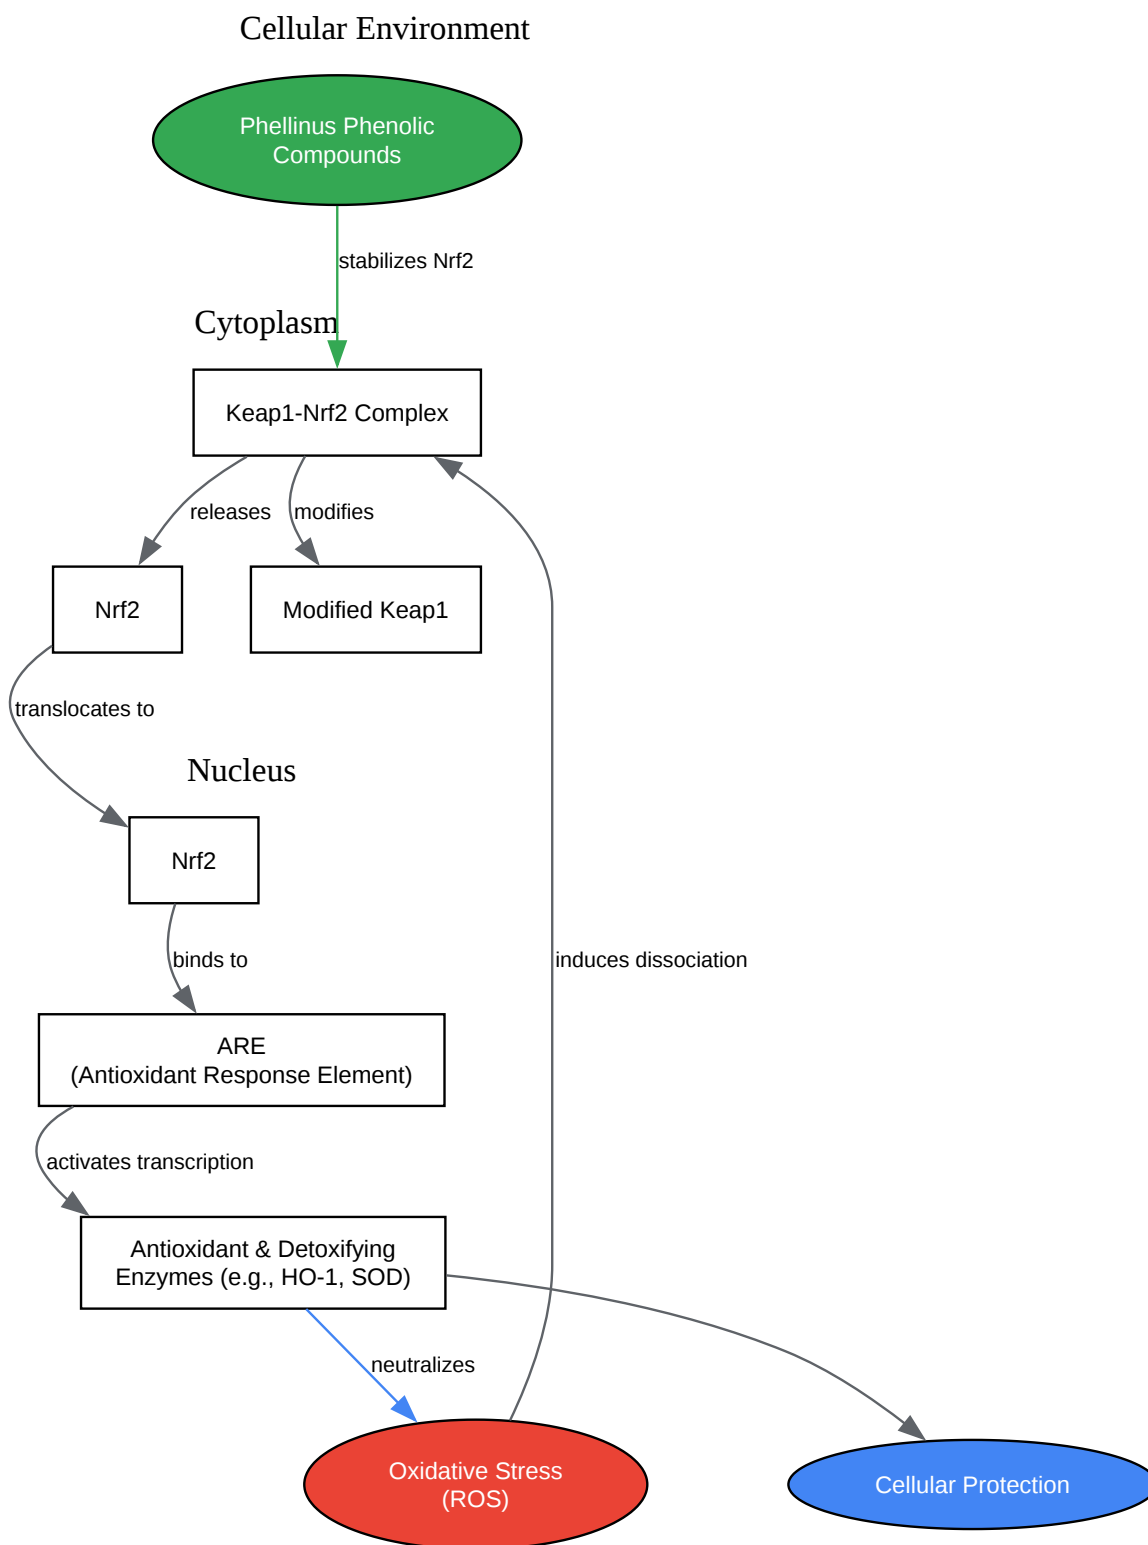 Cellular Environment
Phellinus Phenolic
Compounds
stabilizes Nrf2
Cytoplasm
Keap1-Nrf2 Complex
releases
modifies
Nrf2
Modified Keap1
translocates to
Nucleus
Nrf2
binds to
induces dissociation
ARE
(Antioxidant Response Element)
activates transcription
Antioxidant & Detoxifying
Enzymes (e.g., HO-1, SOD)
neutralizes
Oxidative Stress
(ROS)
Cellular Protection